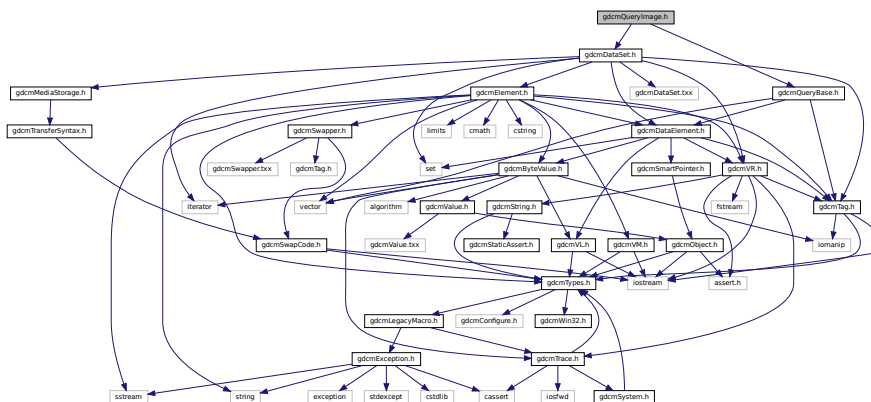 gdcmQueryImage.h
gdcmDataSet.h
gdcmMediaStorage.h
gdcmElement.h
gdcmDataSet.txx
gdcmQueryBase.h
gdcmTransferSyntax.h
gdcmSwapper.h
limits
cmath
cstring
gdcmDataElement.h
gdcmSwapper.txx
gdcmTag.h
set
gdcmByteValue.h
gdcmSmartPointer.h
gdcmVR.h
iterator
vector
algorithm
gdcmValue.h
gdcmString.h
fstream
gdcmTag.h
gdcmSwapCode.h
gdcmValue.txx
gdcmStaticAssert.h
gdcmVL.h
gdcmVM.h
gdcmObject.h
iomanip
gdcmTypes.h
iostream
assert.h
gdcmLegacyMacro.h
gdcmConfigure.h
gdcmWin32.h
gdcmException.h
gdcmTrace.h
sstream
string
exception
stdexcept
cstdlib
cassert
iosfwd
gdcmSystem.h